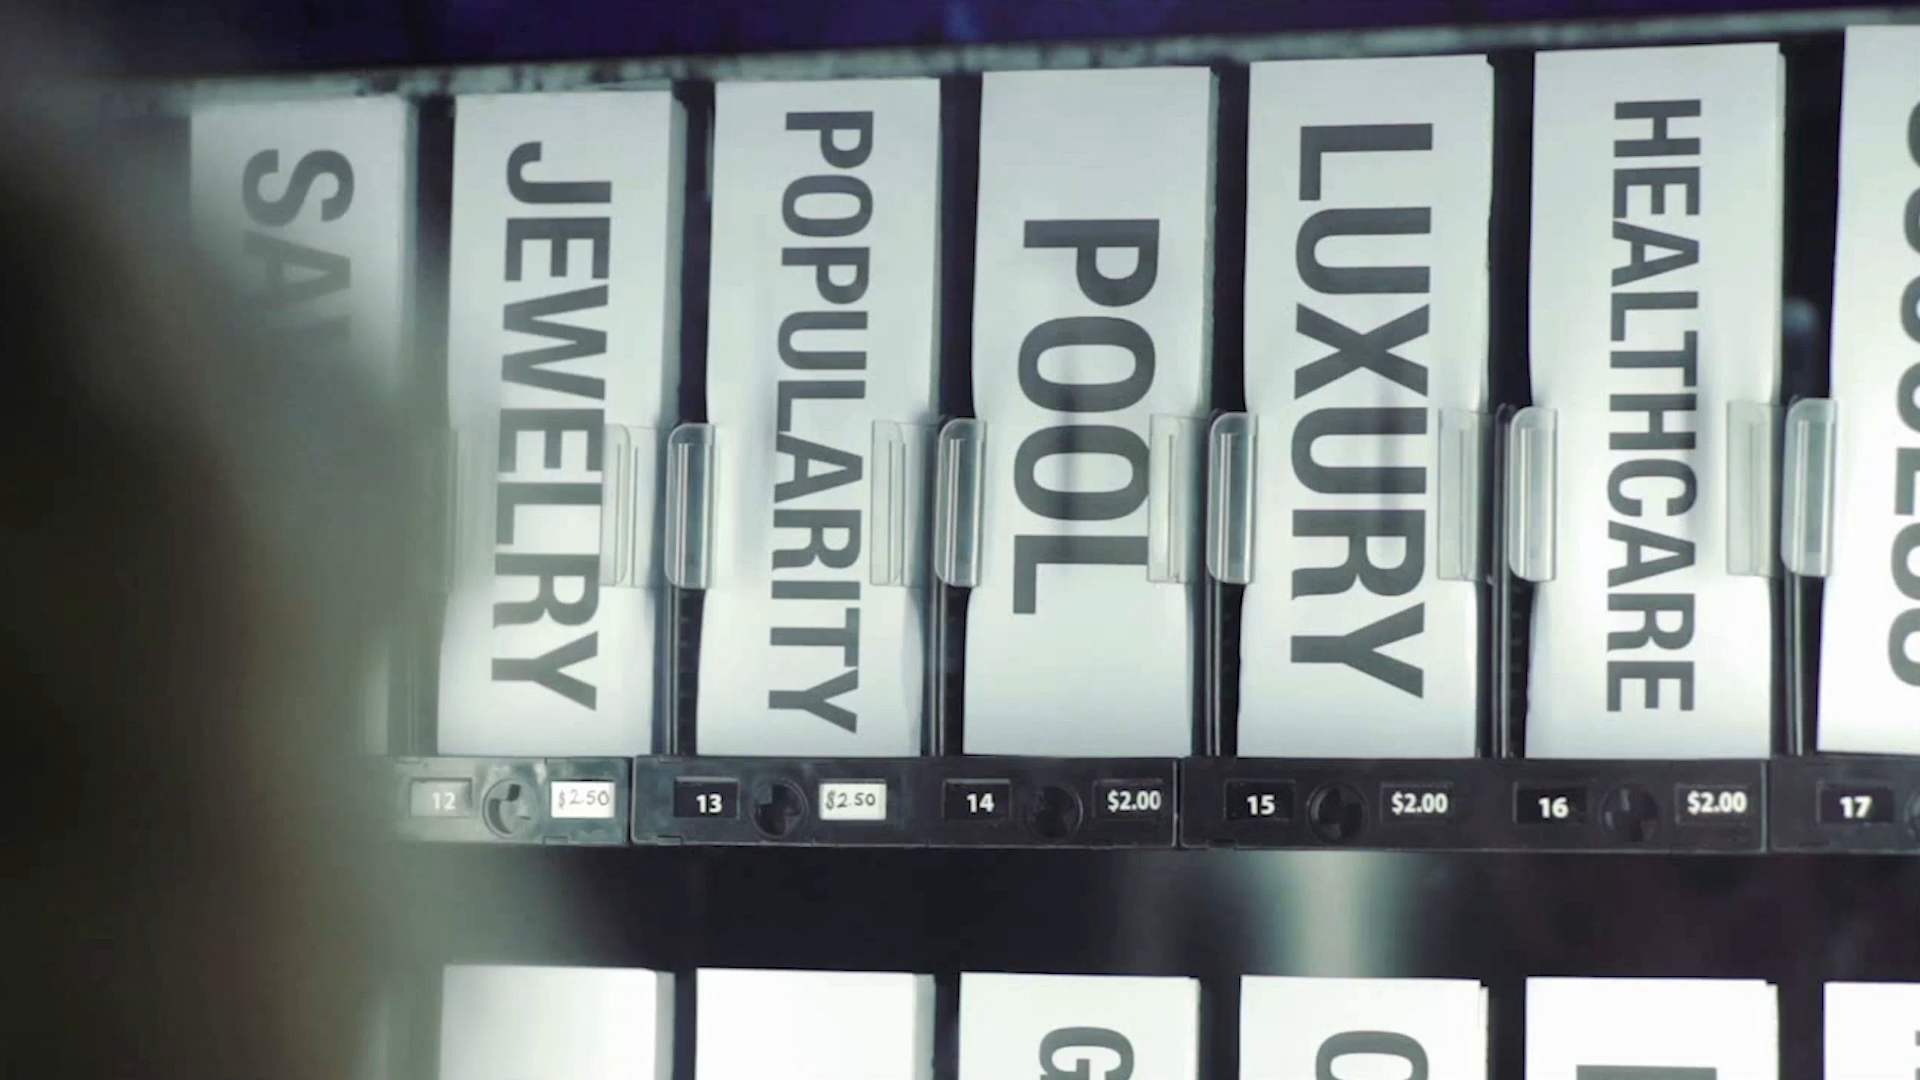 JEWELRY
POPULARITY
POOL
LUXURY
HEALTHCARE
12 $2.50
13 $2.50
14 $2.00
15 $2.00
16 $2.00
17